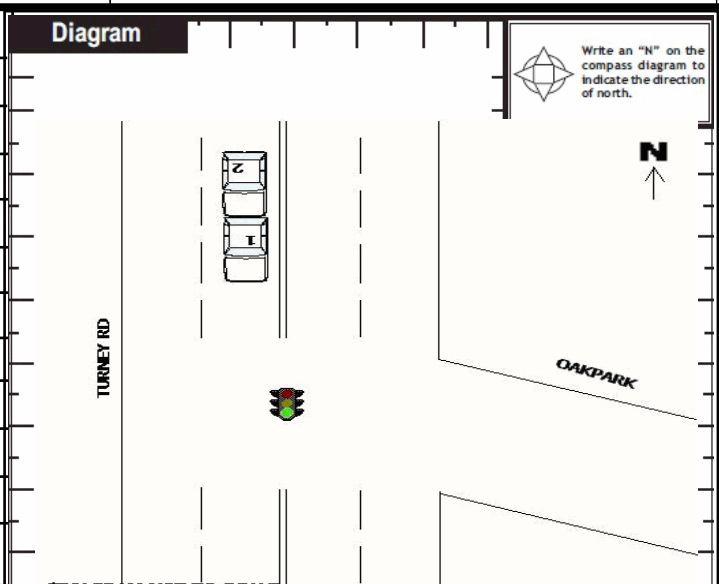 Diagram
Write an “N” on the
compass diagram to
indicate the direction
of north.
N
2
1
TURNEY RD
OAKPARK